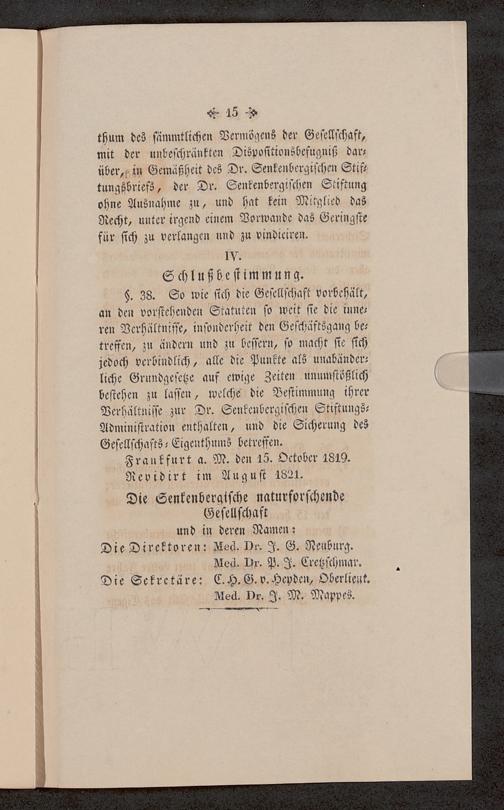 15
thum des sämmtlichen Vermögens der Gesellschaft,
mit der unbeschränkten Dispositionsbefugniß dar-
über, in Gemäßheit des Dr. Senkenbergischen Stif-
tungsbriefs, der Dr. Senkenbergischen Stiftung
ohne Ausnahme zu, und hat kein Mitglied das
Recht, unter irgend einem Vorwande das Geringste
für sich zu verlangen und zu vindiciren.
IV.
Schlußbestimmung.
§. 38. So wie sich die Gesellschaft vorbehält,
an den vorstehenden Statuten so weit sie die inne-
ren Verhältnisse, insonderheit den Geschäftsgang be-
treffen, zu ändern und zu bessern, so macht sie sich
jedoch verbindlich, alle die Punkte als unabänder-
liche Grundgesetze auf ewige Zeiten unumstößlich
bestehen zu lassen, welche die Bestimmung ihrer
Verhältnisse zur Dr. Senkenbergischen Stiftungs-
Administration enthalten, und die Sicherung des
Gesellschafts-Eigenthums betreffen.
Frankfurt a. M. den 15. October 1819.
Revidirt im August 1821.
Die Senkenbergische naturforschende
Gesellschaft
und in deren Namen:
Die Direktoren: Med. Dr. J. G. Neuburg.
Med. Dr. P. J. Cretzschmar.
Die Sekretäre: C. H. G. v. Heyden, Oberlieut.
Med. Dr. J. M. Mappes.